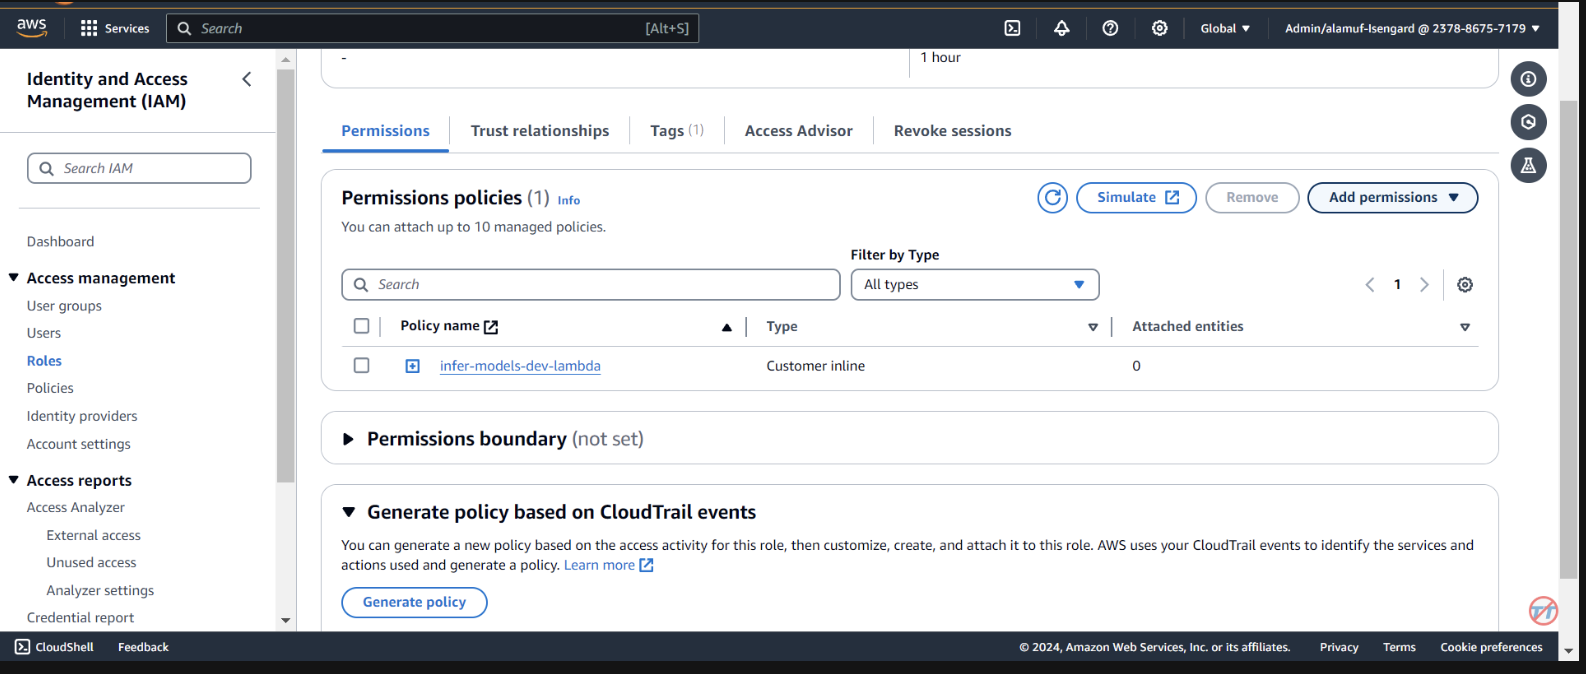 aws
Services
Search
[Alt+S]
Global
Admin/alamuf-Isengard @ 2378-8675-7179
Identity and Access
Management (IAM)
Search IAM
Dashboard
Access management
User groups
Users
Roles
Policies
Identity providers
Account settings
Access reports
Access Analyzer
External access
Unused access
Analyzer settings
Credential report
-
1 hour
Permissions
Trust relationships
Tags (1)
Access Advisor
Revoke sessions
Permissions policies (1) Info
Simulate
Remove
Add permissions
You can attach up to 10 managed policies.
Filter by Type
Search
All types
1
Policy name
Type
Attached entities
infer-models-dev-lambda
Customer inline
0
Permissions boundary (not set)
Generate policy based on CloudTrail events
You can generate a new policy based on the access activity for this role, then customize, create, and attach it to this role. AWS uses your CloudTrail events to identify the services and
actions used and generate a policy. Learn more
Generate policy
TT
CloudShell
Feedback
© 2024, Amazon Web Services, Inc. or its affiliates.
Privacy
Terms
Cookie preferences